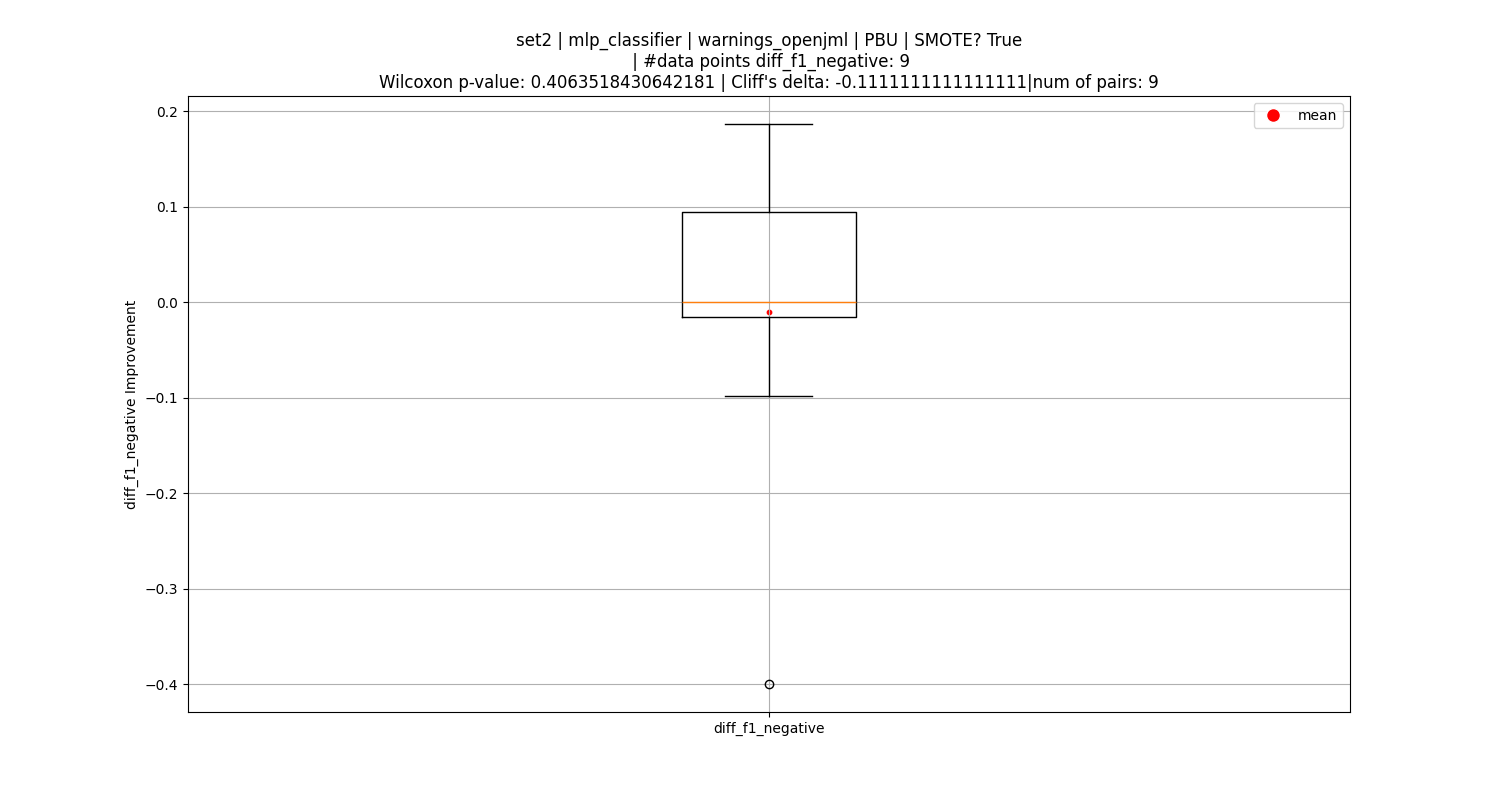 set2 | mlp_classifier | warnings_openjml | PBU | SMOTE? True
| #data points diff_f1_negative: 9
Wilcoxon p-value: 0.4063518430642181 | Cliff's delta: -0.1111111111111111|num of pairs: 9
mean
0.2
0.1
0.0
−0.1
−0.2
−0.3
−0.4
diff_f1_negative Improvement
diff_f1_negative